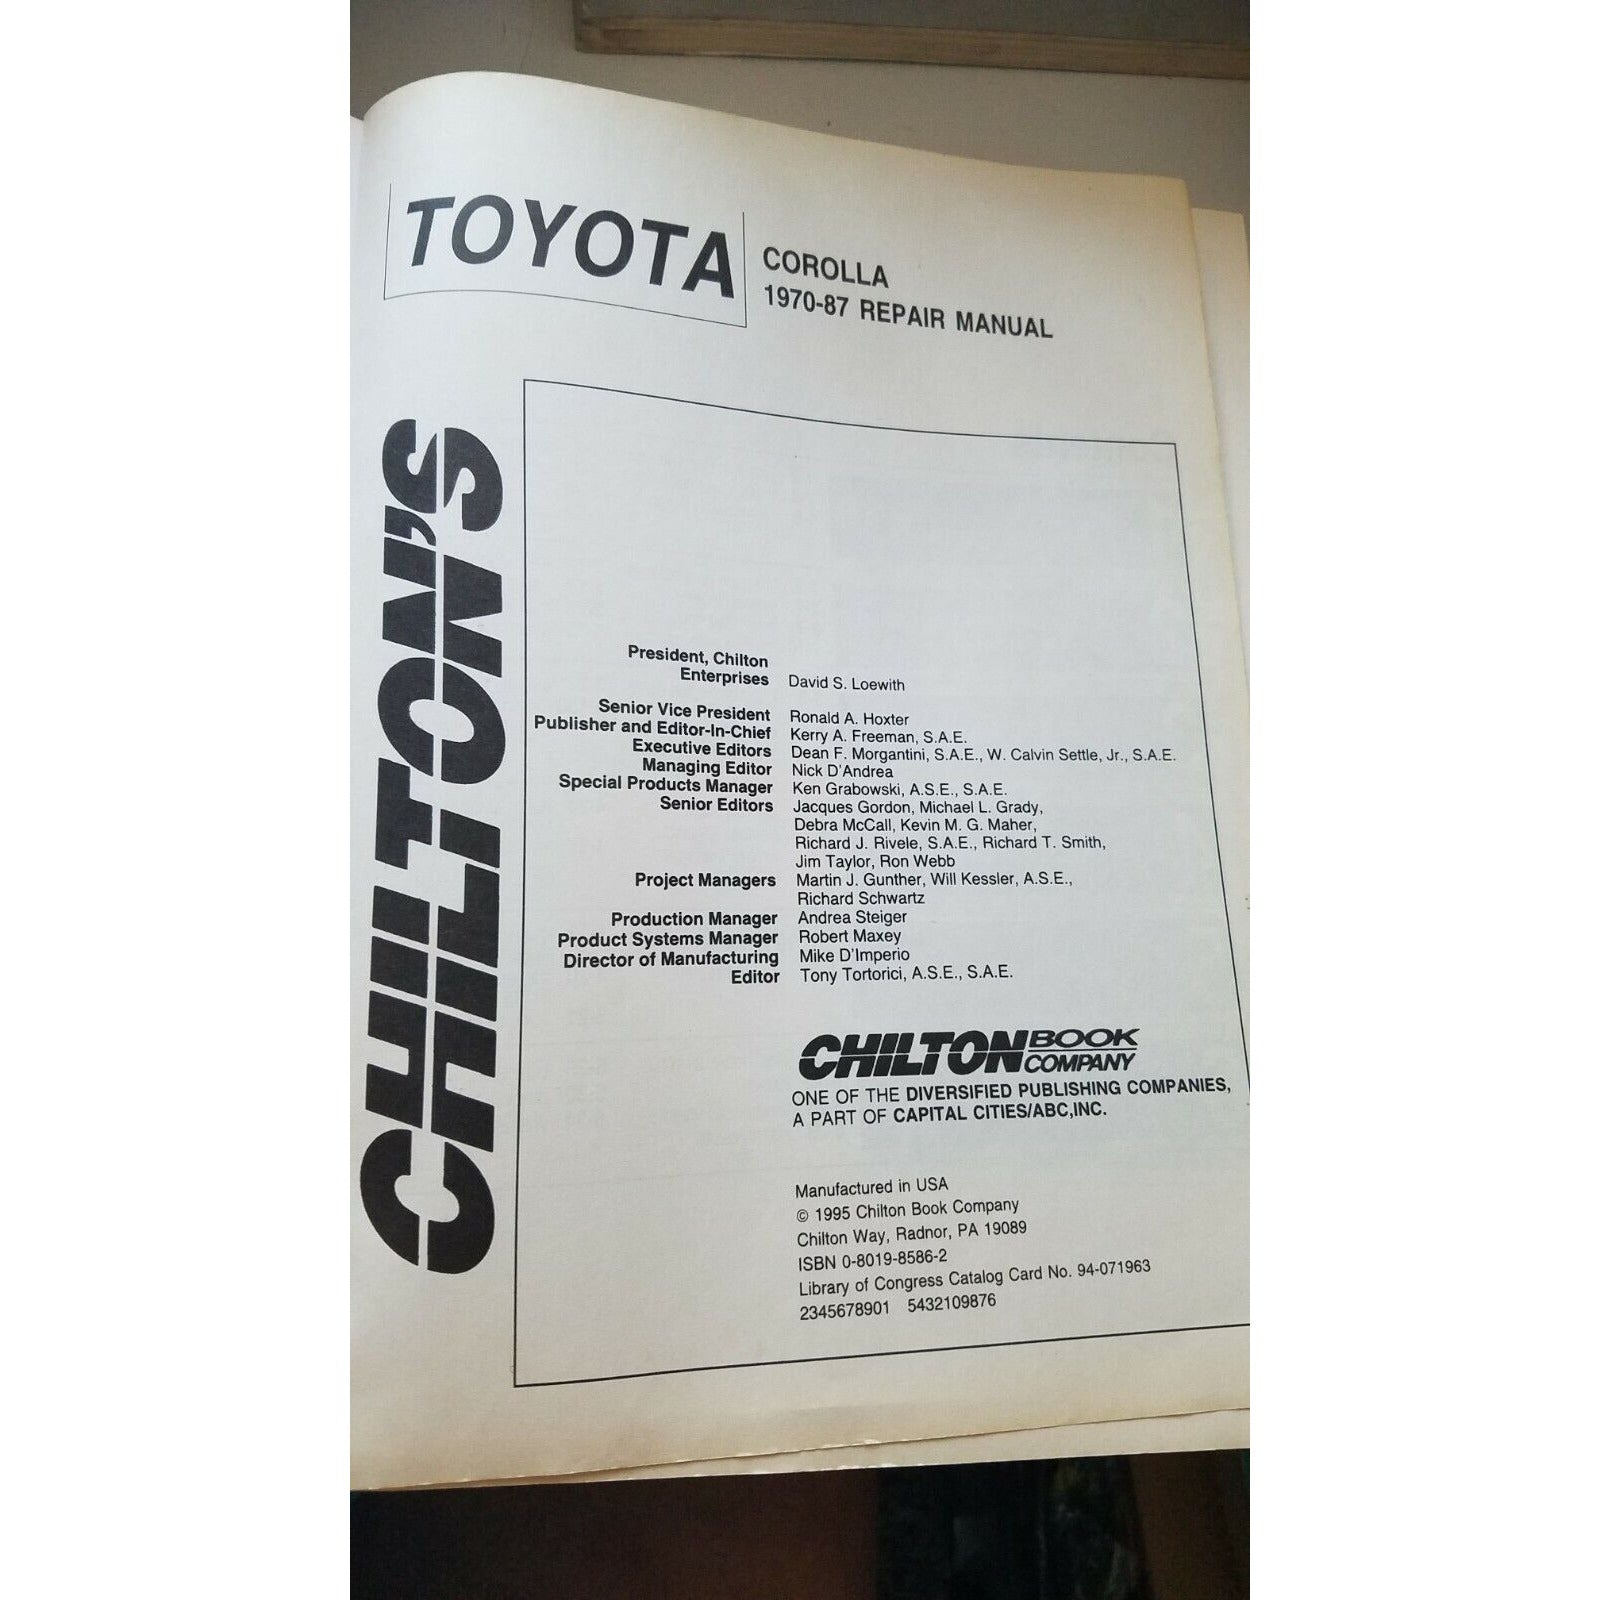 TOYOTA
COROLLA
1970-87 REPAIR MANUAL
CHILTON'S
President, Chilton
Enterprises David S. Loewith
Senior Vice President Ronald A. Hoxter
Publisher and Editor-In-Chief Kerry A. Freeman, S.A.E.
Executive Editors Dean F. Morgantini, S.A.E., W. Calvin Settle, Jr., S.A.E.
Managing Editor Nick D'Andrea
Special Products Manager Ken Grabowski, A.S.E., S.A.E.
Senior Editors Jacques Gordon, Michael L. Grady,
Debra McCall, Kevin M. G. Maher,
Richard J. Rivele, S.A.E., Richard T. Smith,
Jim Taylor, Ron Webb
Project Managers Martin J. Gunther, Will Kessler, A.S.E.,
Richard Schwartz
Production Manager Andrea Steiger
Product Systems Manager Robert Maxey
Director of Manufacturing Mike D'Imperio
Editor Tony Tortorici, A.S.E., S.A.E.
CHILTON BOOK
COMPANY
ONE OF THE DIVERSIFIED PUBLISHING COMPANIES,
A PART OF CAPITAL CITIES/ABC,INC.
Manufactured in USA
© 1995 Chilton Book Company
Chilton Way, Radnor, PA 19089
ISBN 0-8019-8586-2
Library of Congress Catalog Card No. 94-071963
2345678901 5432109876